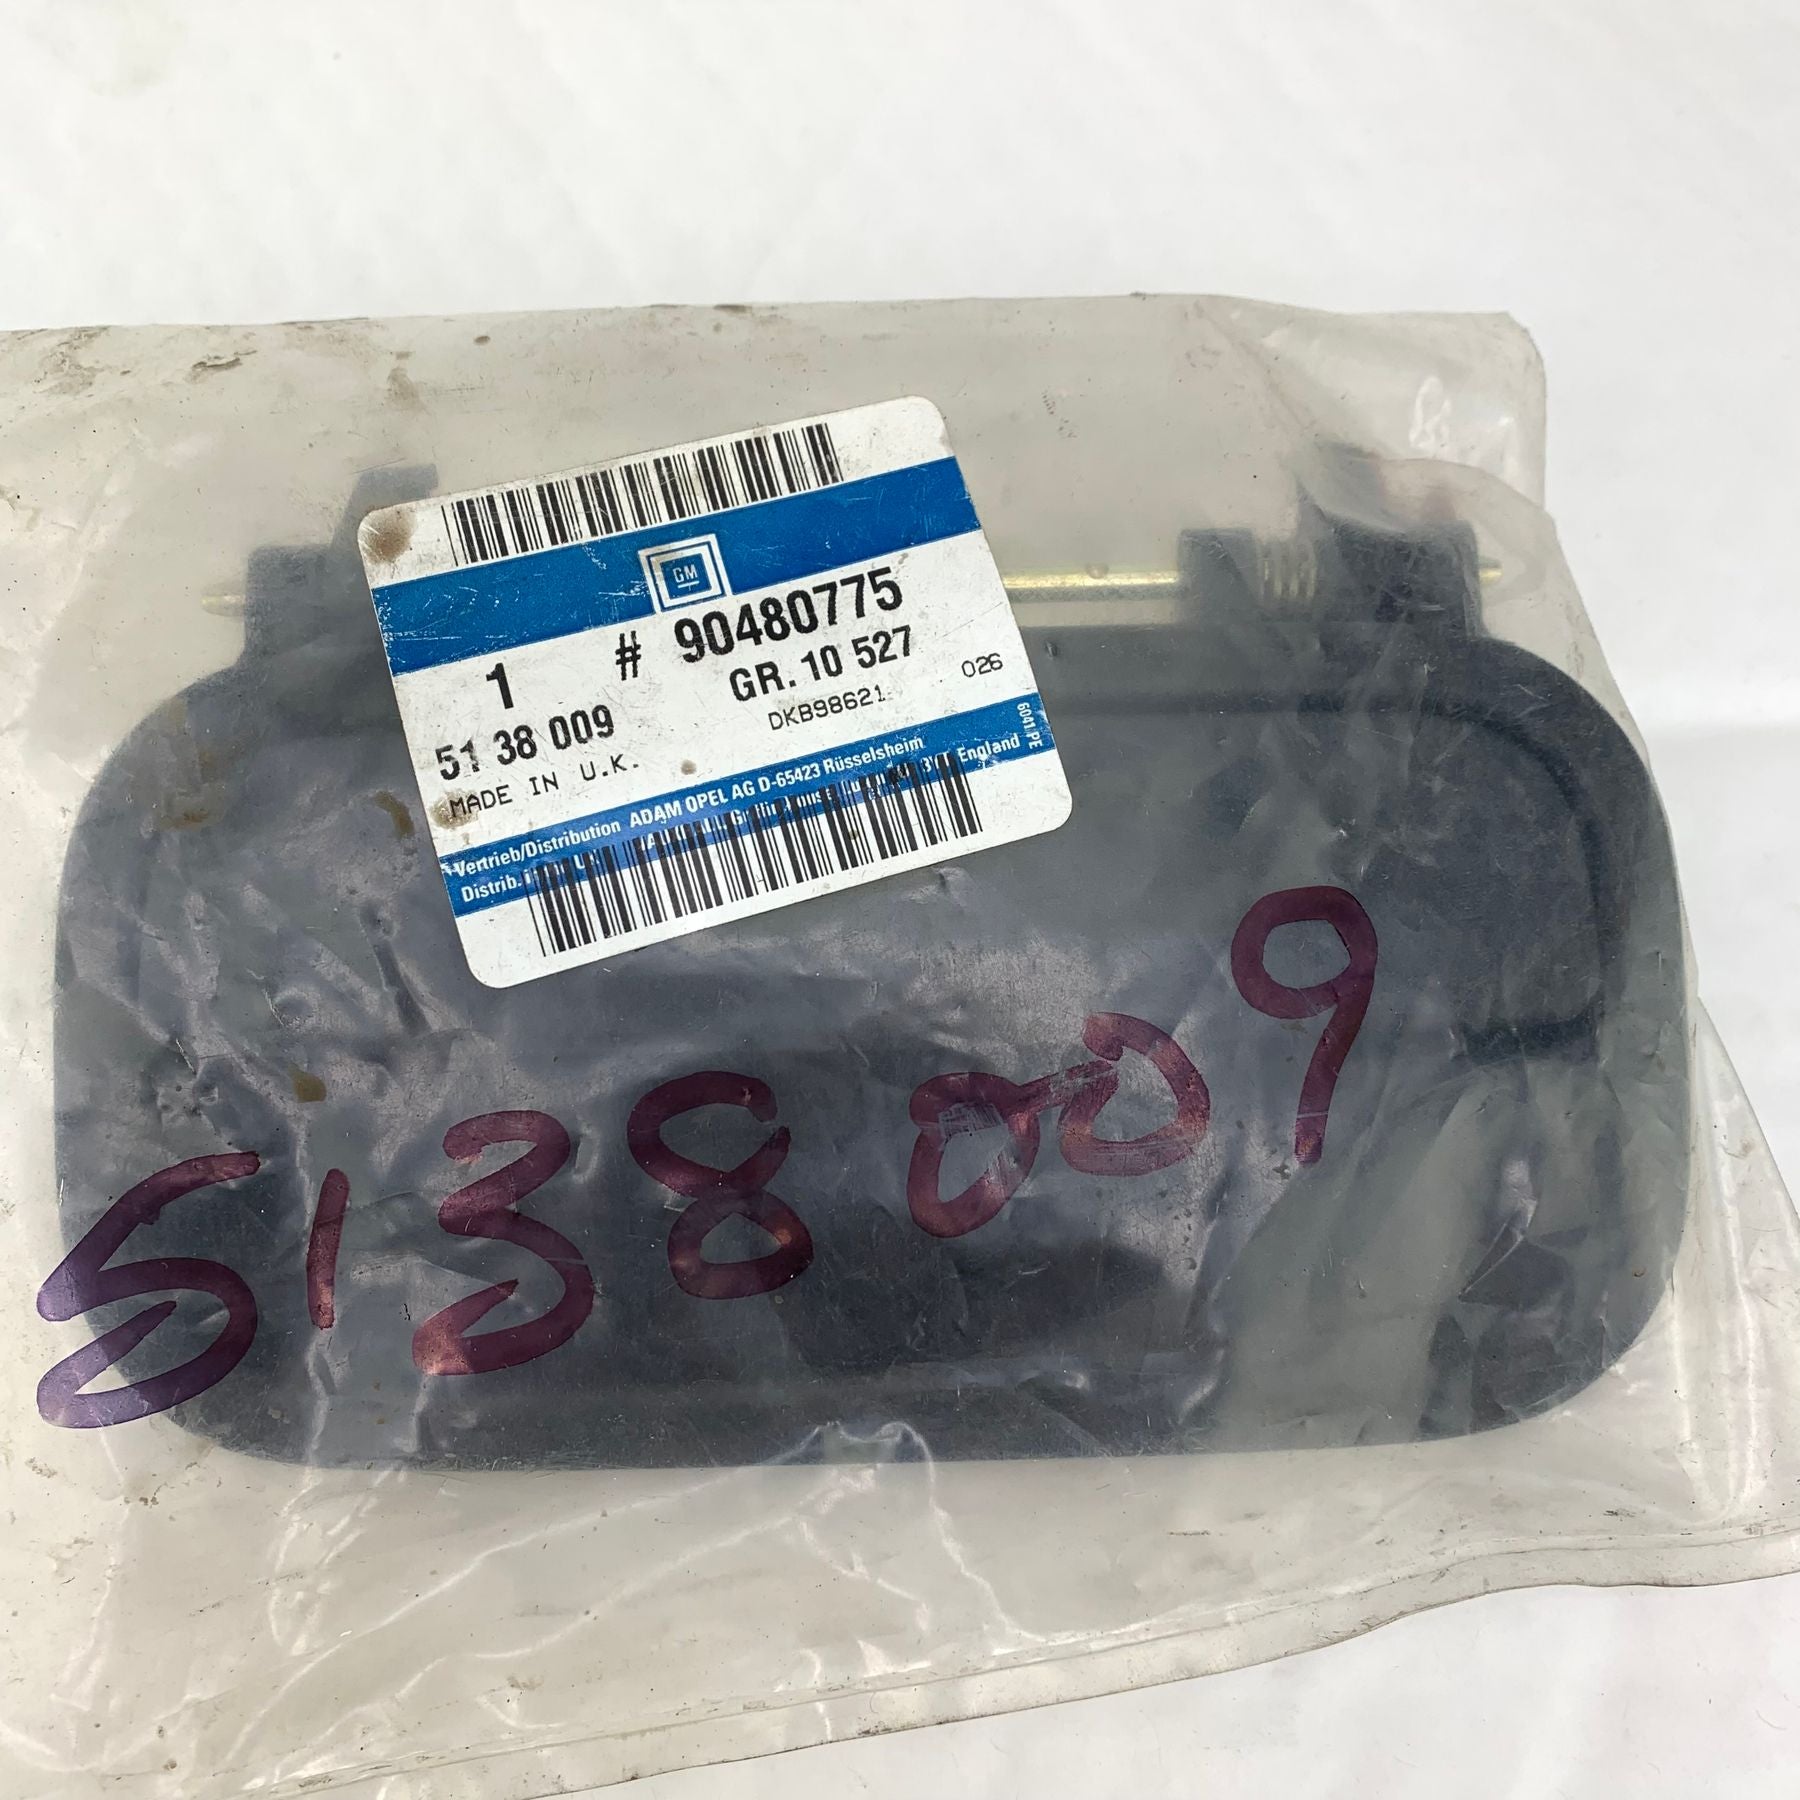 GM
1 # 90480775
GR. 10 527
51 38 009
DKB98621 026
MADE IN U.K.
6041 PE
Vertrieb/Distribution ADAM OPEL AG D-65423 Rüsselsheim
England
5138009